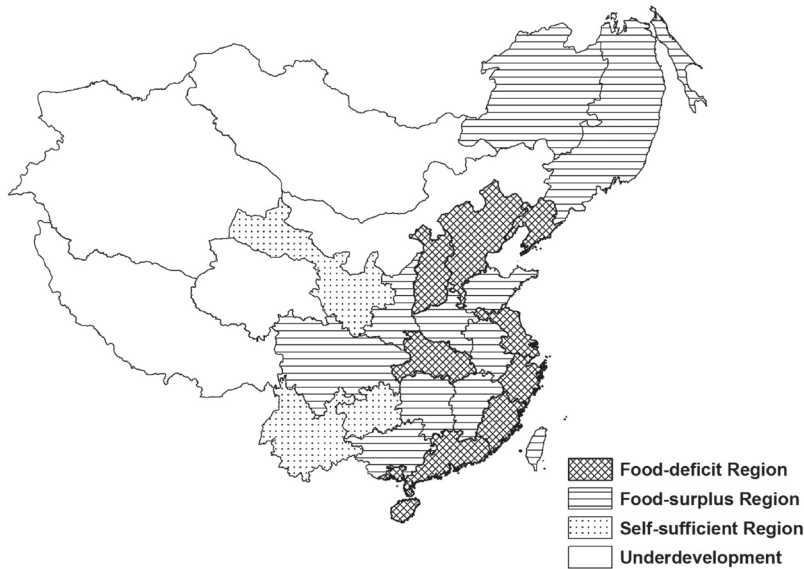 Food-deficit Region
Food-surplus Region
Self-sufficient Region
Underdevelopment